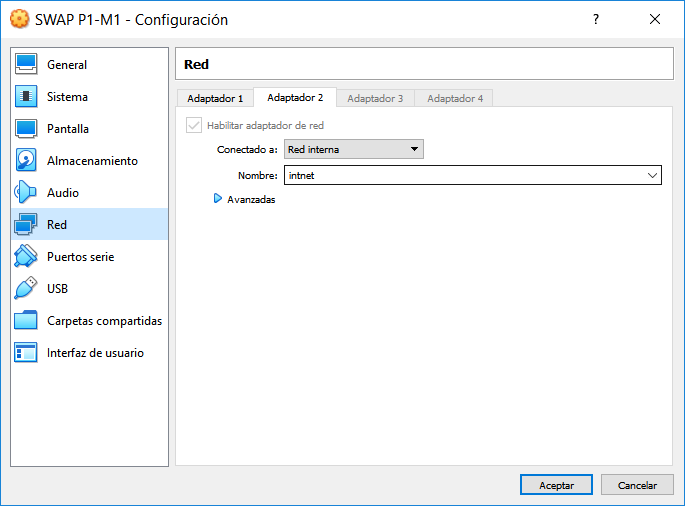 SWAP P1-M1 - Configuración
?
General
Sistema
Pantalla
Almacenamiento
Audio
Red
Puertos serie
USB
Carpetas compartidas
Interfaz de usuario
Red
Adaptador 1 Adaptador 2 Adaptador 3 Adaptador 4
Habilitar adaptador de red
Conectado a: Red interna
Nombre: intnet
Avanzadas
Aceptar Cancelar